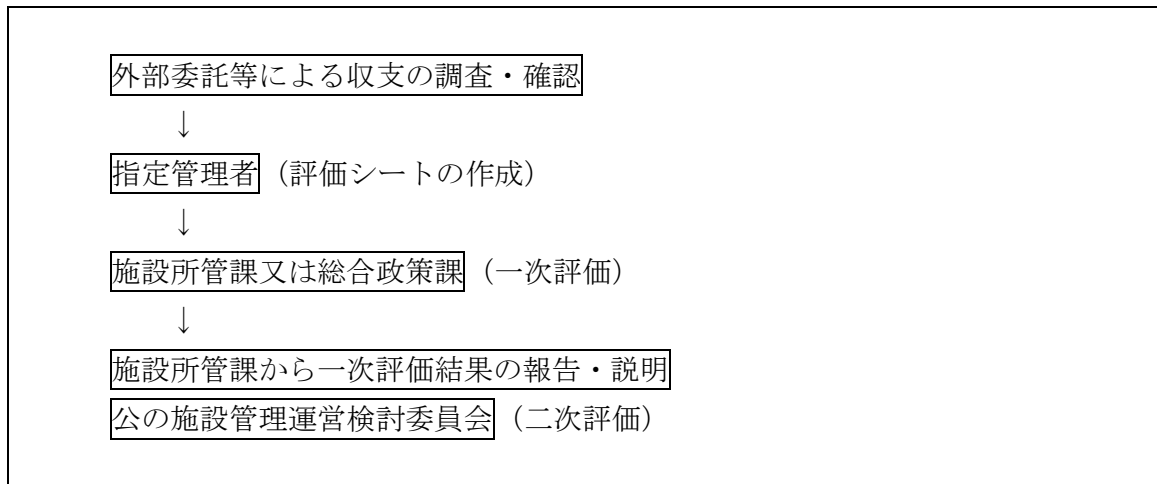 外部委託等による収支の調査・確認
↓
指定管理者（評価シートの作成）
↓
施設所管課又は総合政策課（一次評価）
↓
施設所管課から一次評価結果の報告・説明
公の施設管理運営検討委員会（二次評価）